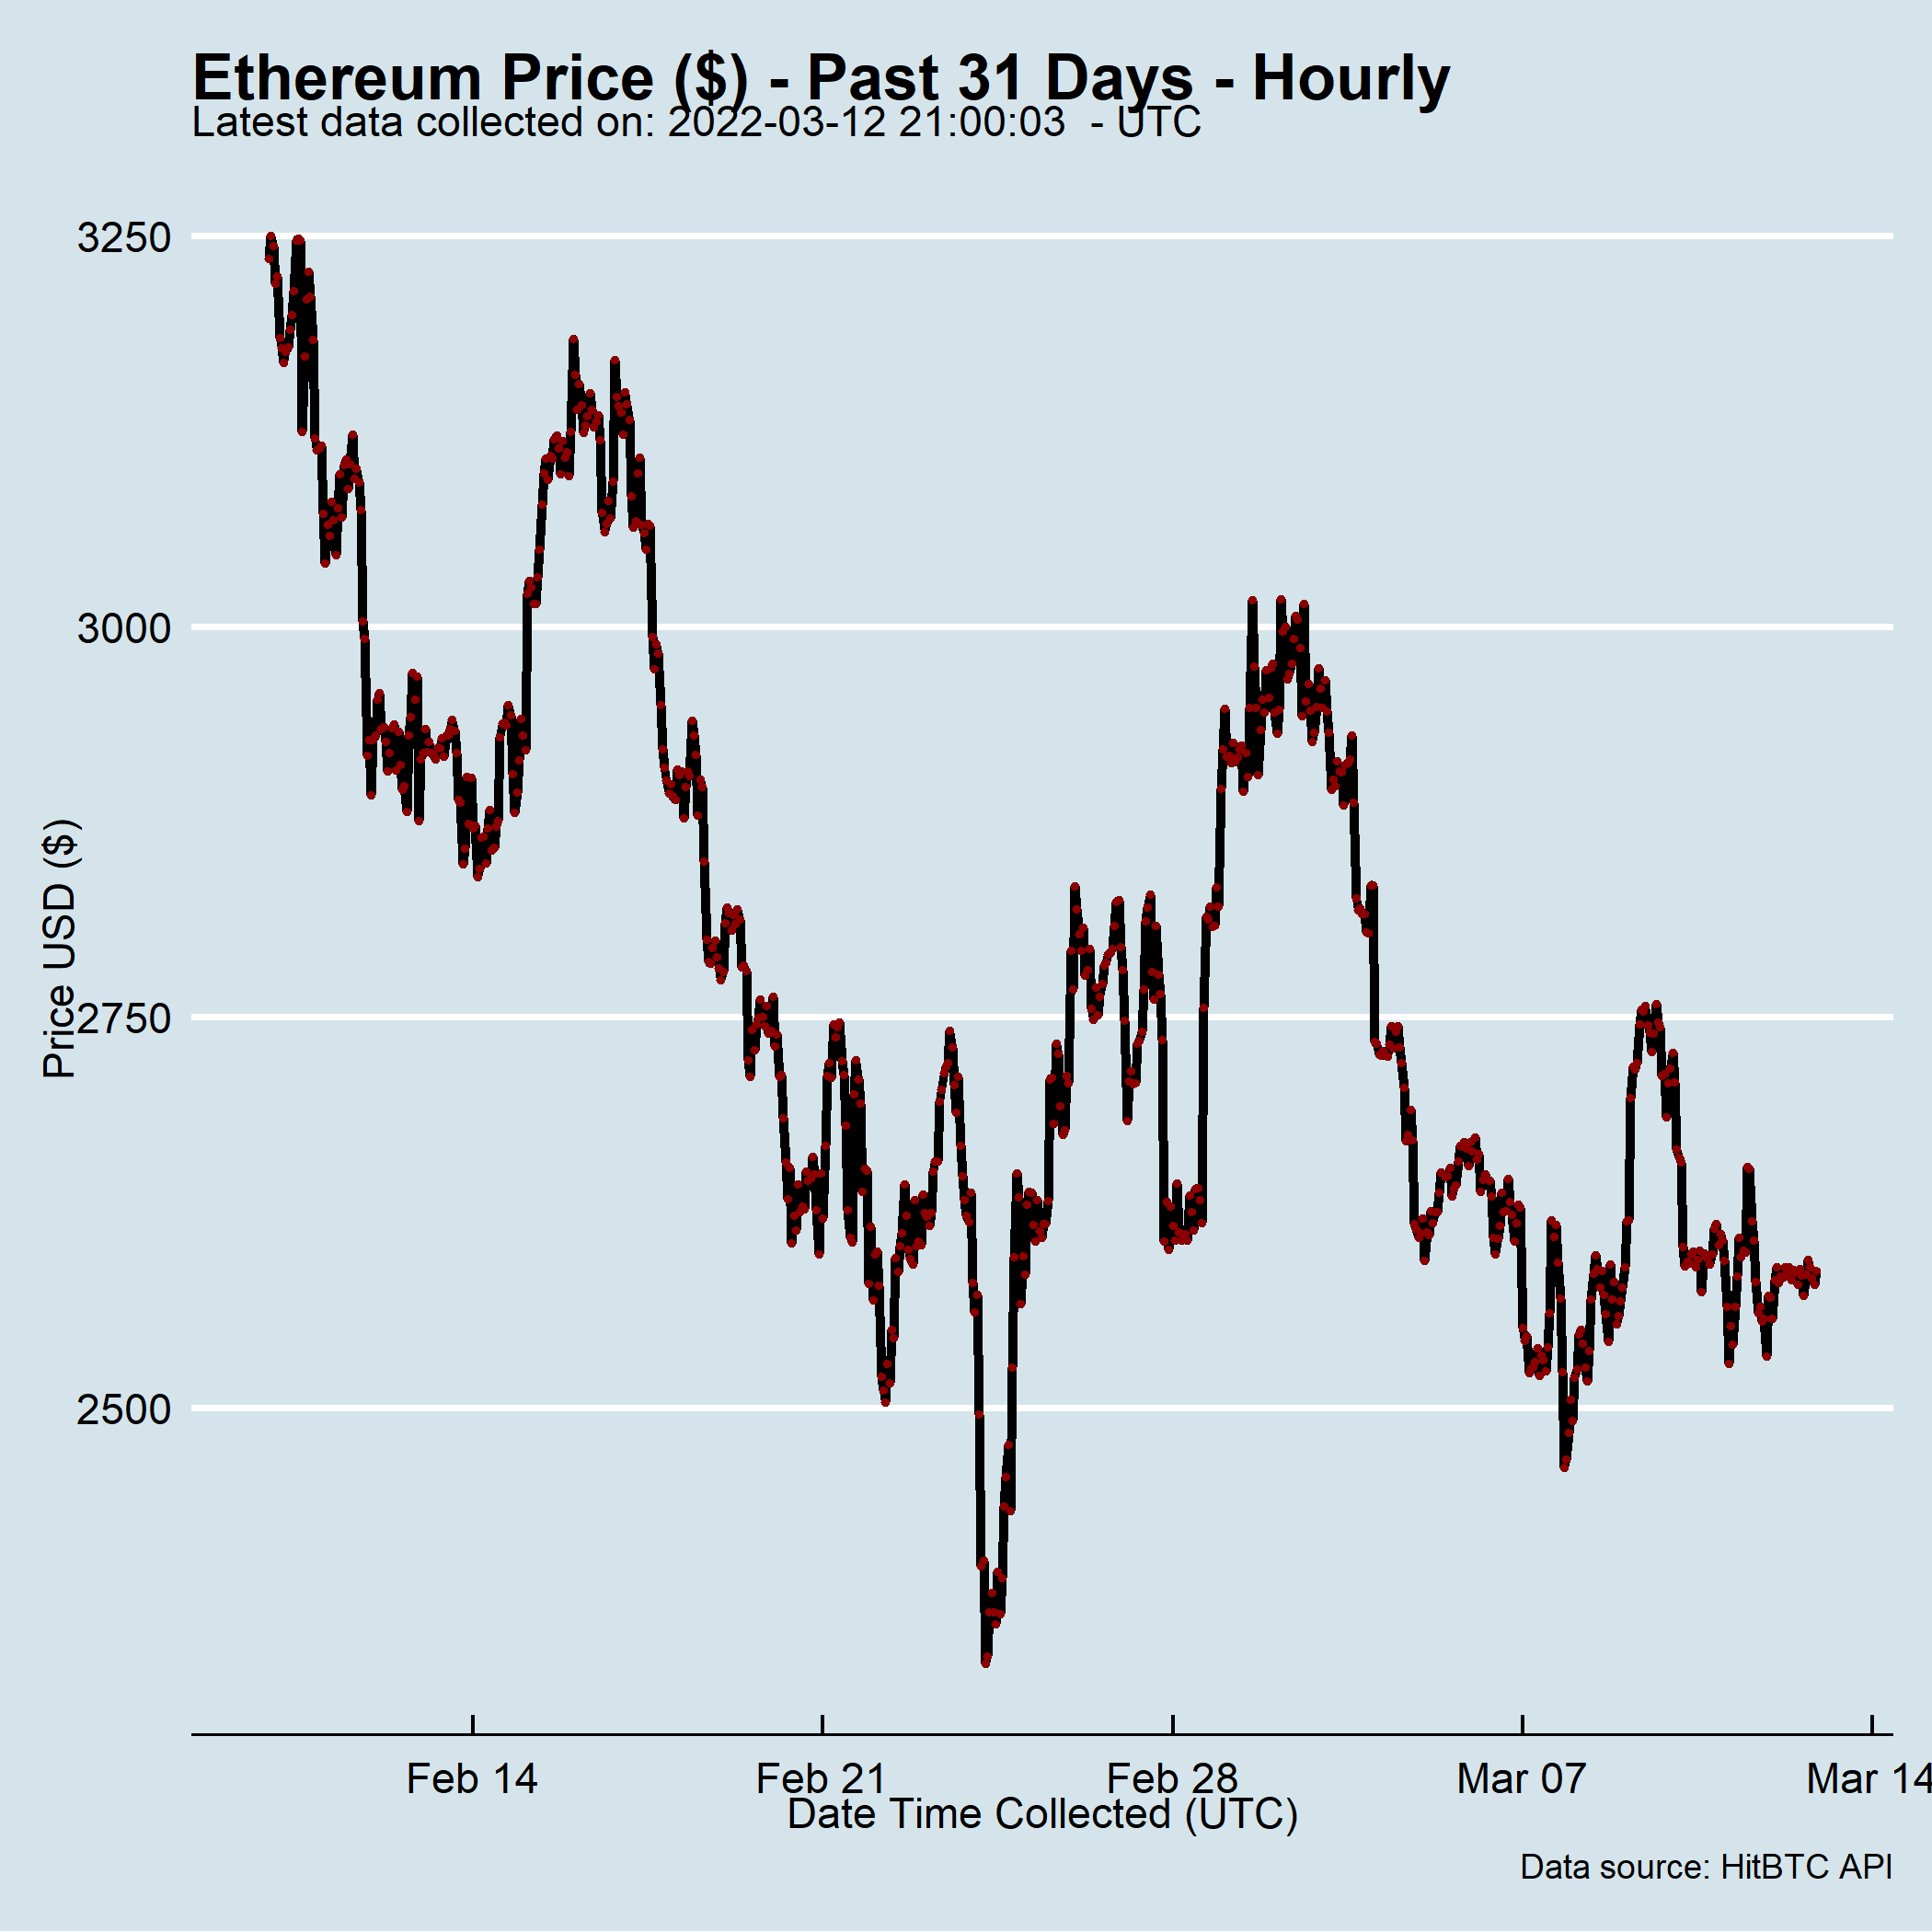 Ethereum Price ($) - Past 31 Days - Hourly
Latest data collected on: 2022-03-12 21:00:03  - UTC
3250
3000
2750
2500
Price USD ($)
Feb 14
Feb 21
Feb 28
Mar 07
Mar 14
Date Time Collected (UTC)
Data source: HitBTC API